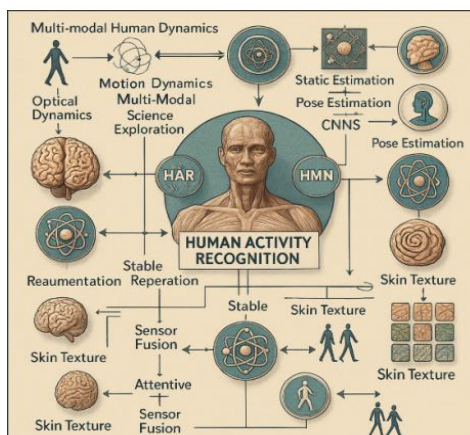 Multi-modal Human Dynamics
Optical
Dynamics
Motion Dynamics
Multi-Modal
Science
Exploration
Static Estimation
Pose Estimation
CNNS
Pose Estimation
HAR
HMN
HUMAN ACTIVITY
RECOGNITION
Reaumentation
Stable
Reperation
Skin Texture
Stable
Skin Texture
Skin Texture
Sensor
Fusion
Skin Texture
Attentive
Skin Texture
Sensor
Fusion